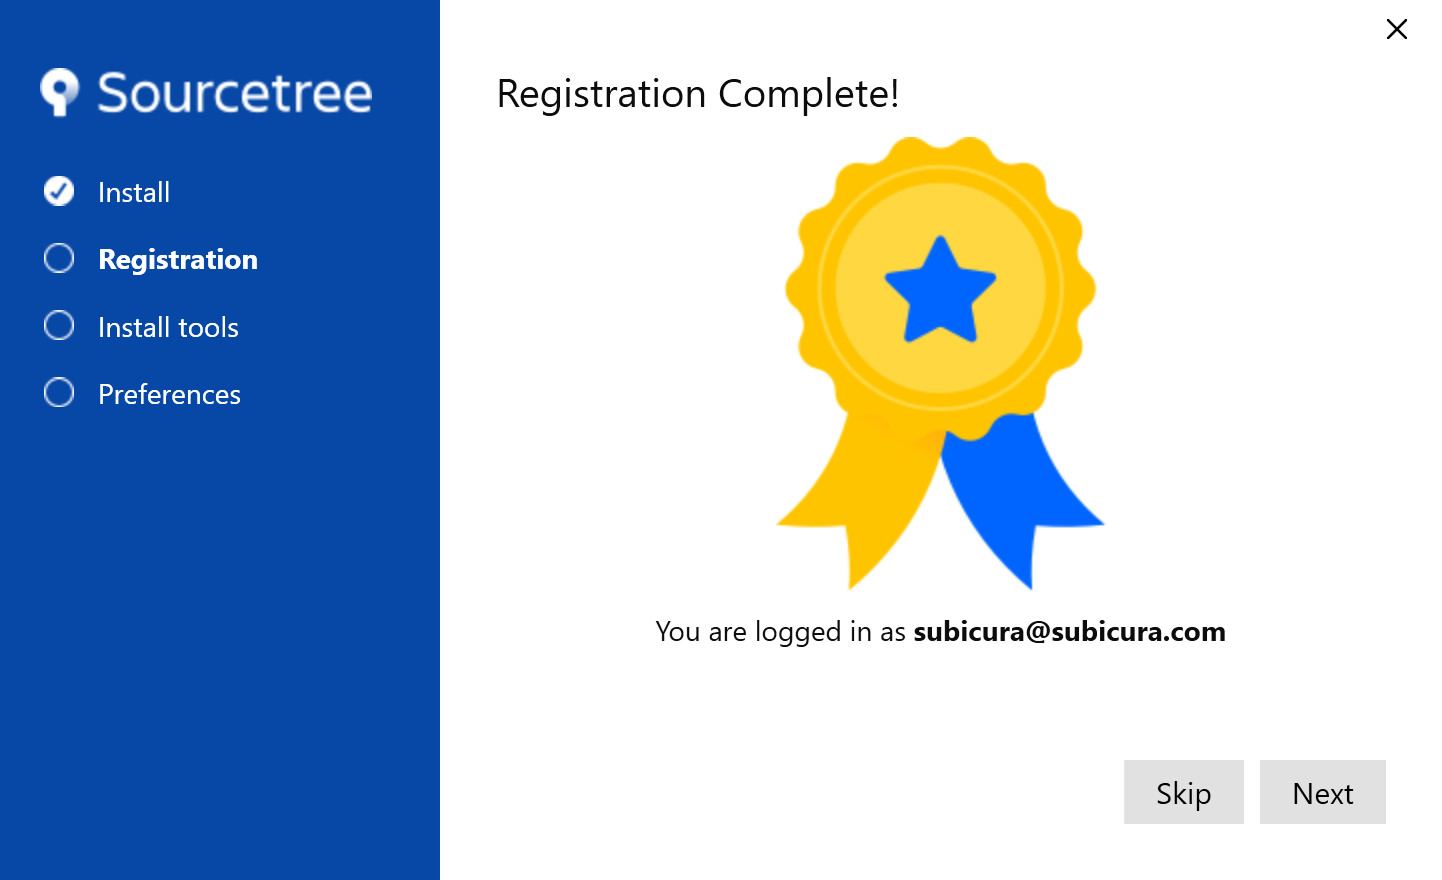 Sourcetree
Install
Registration
Install tools
Preferences
Registration Complete!
You are logged in as subicura@subicura.com
Skip
Next